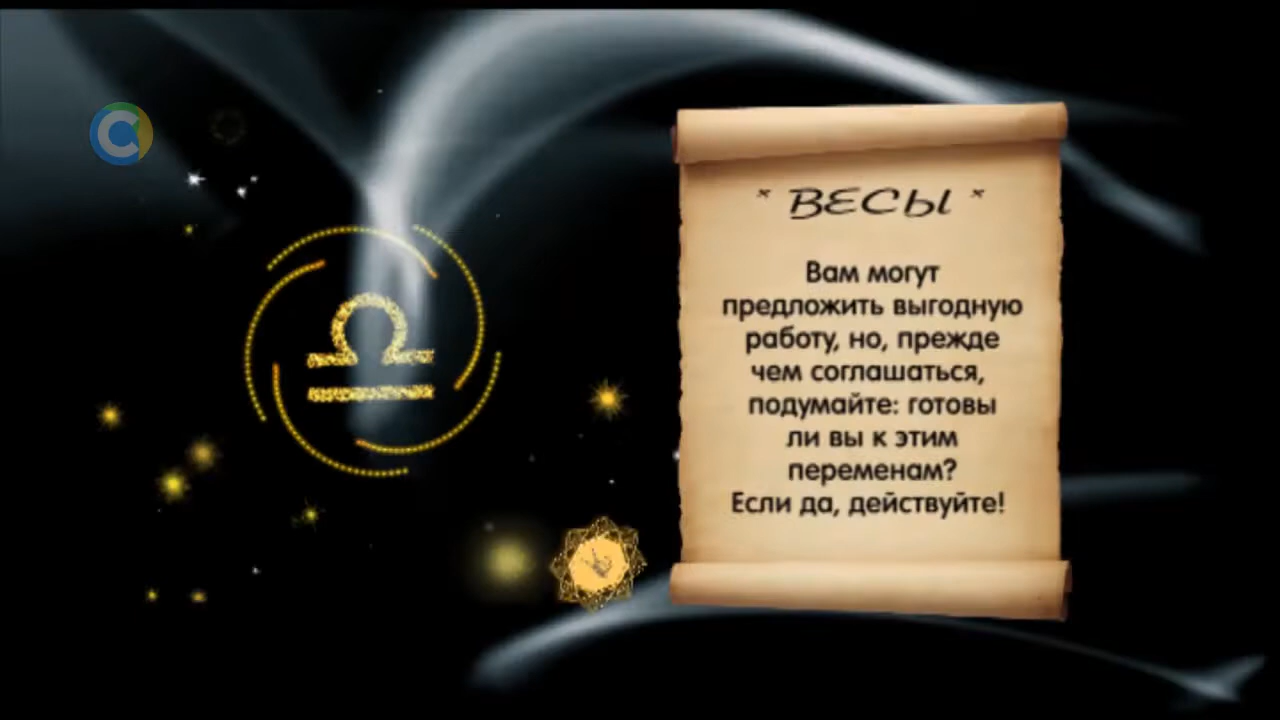 * ВЕСЫ *
Вам могут
предложить выгодную
работу, но, прежде
чем соглашаться,
подумайте: готовы
ли вы к этим
переменам?
Если да, действуйте!